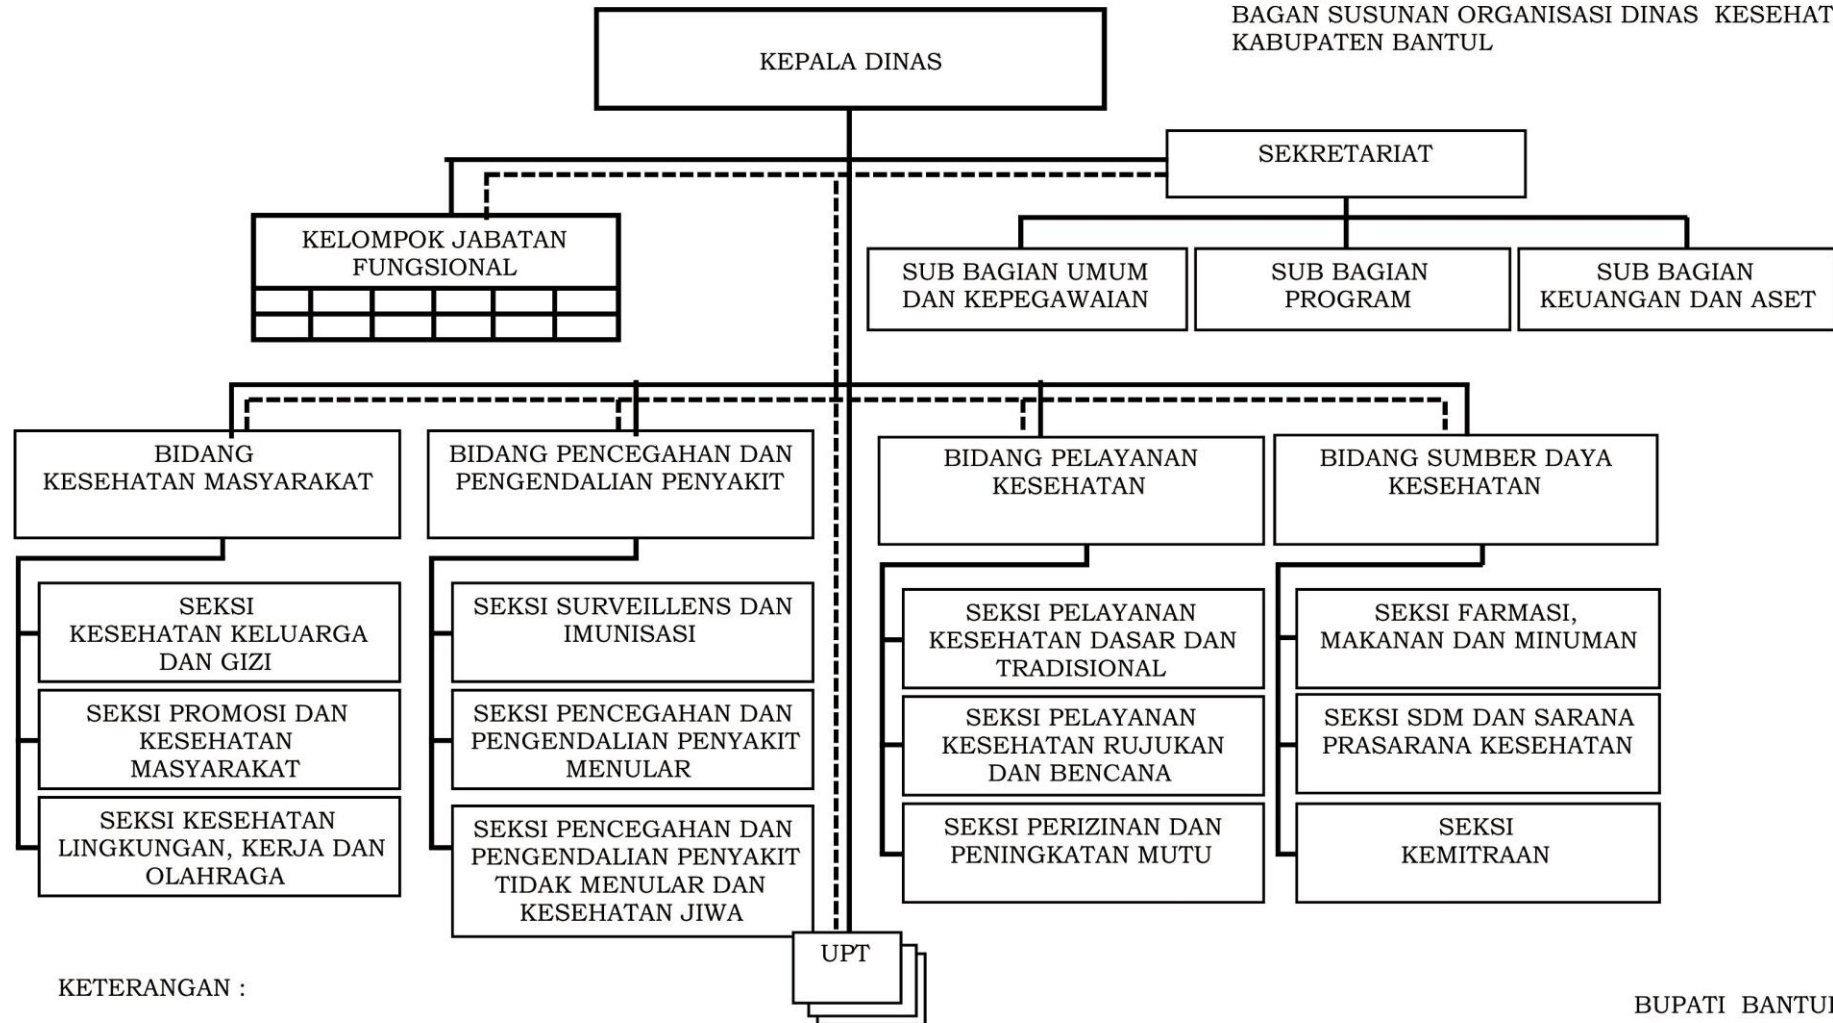 BAGAN SUSUNAN ORGANISASI DINAS KESEHAT
KABUPATEN BANTUL
KEPALA DINAS
SEKRETARIAT
KELOMPOK JABATAN
FUNGSIONAL
SUB BAGIAN UMUM
DAN KEPEGAWAIAN
SUB BAGIAN
PROGRAM
SUB BAGIAN
KEUANGAN DAN ASET
BIDANG
KESEHATAN MASYARAKAT
BIDANG PENCEGAHAN DAN
PENGENDALIAN PENYAKIT
BIDANG PELAYANAN
KESEHATAN
BIDANG SUMBER DAYA
KESEHATAN
SEKSI
KESEHATAN KELUARGA
DAN GIZI
SEKSI PROMOSI DAN
KESEHATAN
MASYARAKAT
SEKSI KESEHATAN
LINGKUNGAN, KERJA DAN
OLAHRAGA
SEKSI SURVEILLENS DAN
IMUNISASI
SEKSI PENCEGAHAN DAN
PENGENDALIAN PENYAKIT
MENULAR
SEKSI PENCEGAHAN DAN
PENGENDALIAN PENYAKIT
TIDAK MENULAR DAN
KESEHATAN JIWA
SEKSI PELAYANAN
KESEHATAN DASAR DAN
TRADISIONAL
SEKSI PELAYANAN
KESEHATAN RUJUKAN
DAN BENCANA
SEKSI PERIZINAN DAN
PENINGKATAN MUTU
SEKSI FARMASI,
MAKANAN DAN MINUMAN
SEKSI SDM DAN SARANA
PRASARANA KESEHATAN
SEKSI
KEMITRAAN
UPT
KETERANGAN :
BUPATI BANTUL